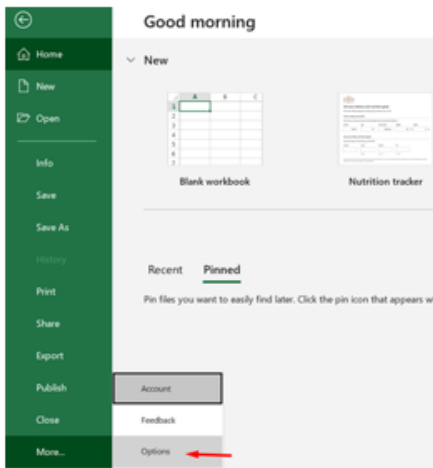 Good morning
Home
New
New
Open
Blank workbook
Nutrition tracker
Info
Save
Save As
History
Recent
Pinned
Print
Pin files you want to easily find later. Click the pin icon that appears
Share
Export
Publish
Account
Close
Feedback
More...
Options